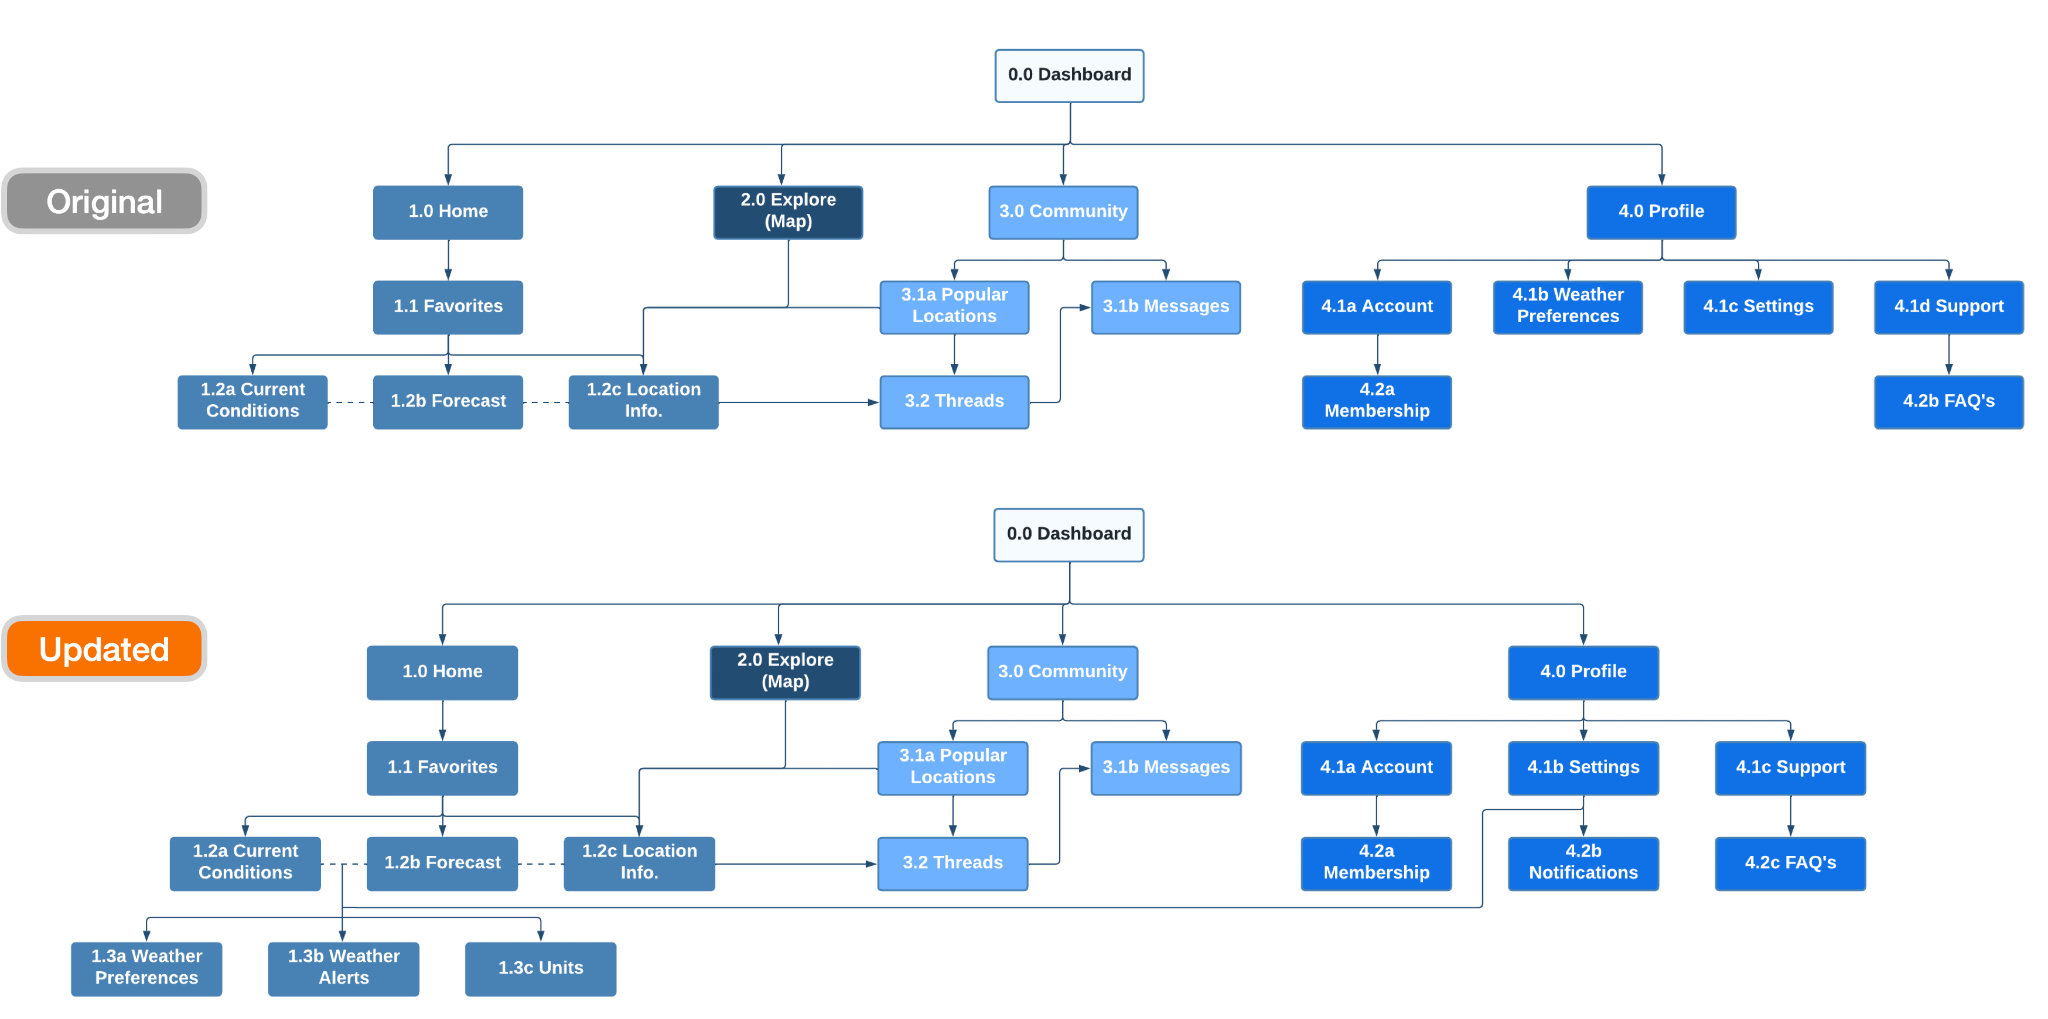 0.0 Dashboard
Original
1.0 Home
2.0 Explore
(Map)
3.0 Community
4.0 Profile
1.1 Favorites
3.1a Popular
Locations
3.1b Messages
4.1a Account
4.1b Weather
Preferences
4.1c Settings
4.1d Support
1.2a Current
Conditions
1.2b Forecast
1.2c Location
Info.
3.2 Threads
4.2a
Membership
4.2b FAQ's
0.0 Dashboard
Updated
1.0 Home
2.0 Explore
(Map)
3.0 Community
4.0 Profile
1.1 Favorites
3.1a Popular
Locations
3.1b Messages
4.1a Account
4.1b Settings
4.1c Support
1.2a Current
Conditions
1.2b Forecast
1.2c Location
Info.
3.2 Threads
4.2a
Membership
4.2b
Notifications
4.2c FAQ's
1.3a Weather
Preferences
1.3b Weather
Alerts
1.3c Units